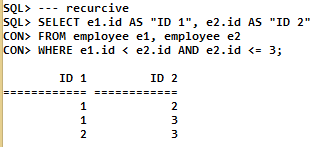 SQL> --- recurcive
SQL> SELECT e1.id AS "ID 1", e2.id AS "ID 2"
CON> FROM employee e1, employee e2
CON> WHERE e1.id < e2.id AND e2.id <= 3;
ID 1 ID 2
============ ============
1 2
1 3
2 3